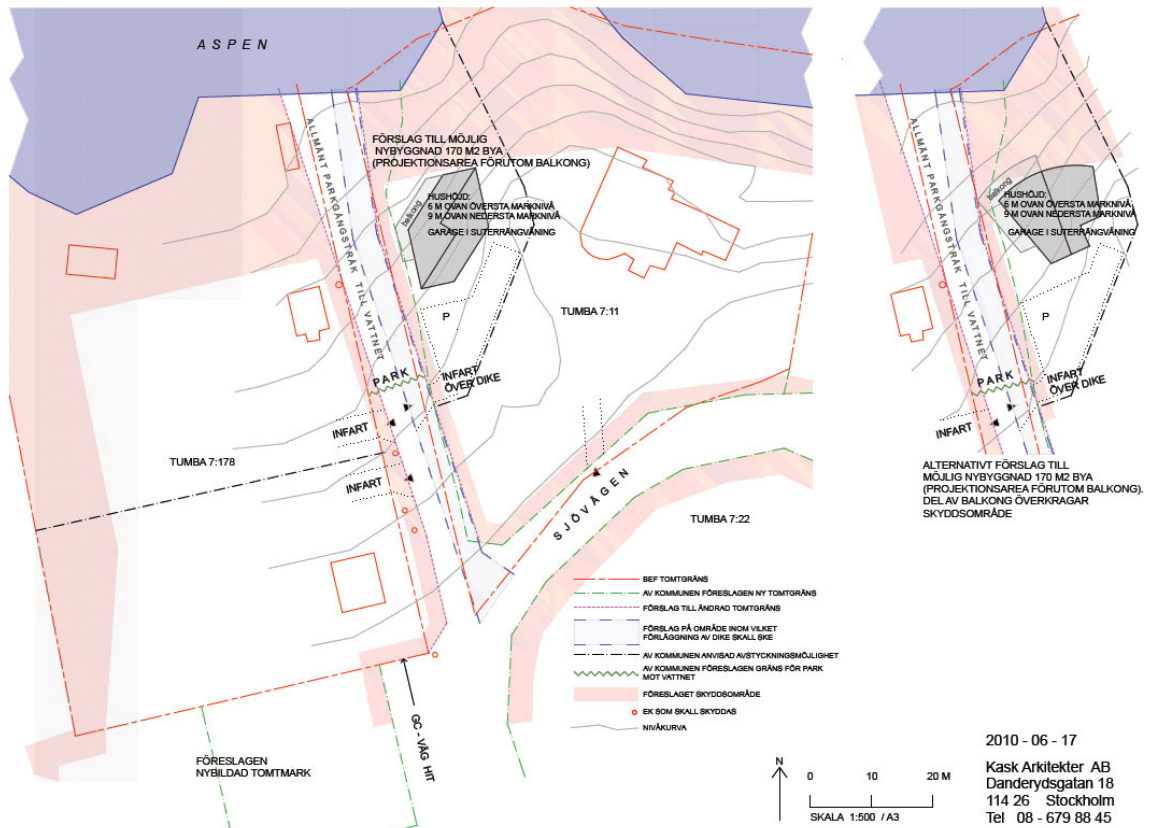 ASPEN
FÖRSLAG TILL MÖJLIG
NYBYGGNAD 170 M2 BYA
(PROJEKTIONSAREA FÖRUTOM BALKONG)
balkong
HUSHÖJD:
6 M OVAN ÖVERSTA MARKNIVÅ
9 M OVAN NEDERSTA MARKNIVÅ
GARAGE I SUTERRÄNGVÅNING
ALLMÄNT PARKGÅNGSTRÅK TILL VATTNET
P
TUMBA 7:11
PARK
INFART
ÖVER DIKE
INFART
TUMBA 7:178
INFART
SJÖVÄGEN
TUMBA 7:22
GC - VÄG HIT
FÖRESLAGEN
NYBILDAD TOMTMARK
BEF TOMTGRÄNS
AV KOMMUNEN FÖRESLAGEN NY TOMTGRÄNS
FÖRSLAG TILL ÄNDRAD TOMTGRÄNS
FÖRSLAG PÅ OMRÅDE INOM VILKET
FÖRLÄGGNING AV DIKE SKALL SKE
AV KOMMUNEN ANVISAD AVSTYCKNINGSMÖJLIGHET
AV KOMMUNEN FÖRESLAGEN GRÄNS FÖR PARK
MOT VATTNET
FÖRESLAGET SKYDDSOMRÅDE
EK SOM SKALL SKYDDAS
NIVÅKURVA
ALLMÄNT PARKGÅNGSTRÅK TILL VATTNET
balkong
HUSHÖJD:
6 M OVAN ÖVERSTA MARKNIVÅ
9 M OVAN NEDERSTA MARKNIVÅ
GARAGE I SUTERRÄNGVÅNING
P
PARK
INFART
ÖVER DIKE
INFART
ALTERNATIVT FÖRSLAG TILL
MÖJLIG NYBYGGNAD 170 M2 BYA
(PROJEKTIONSAREA FÖRUTOM BALKONG).
DEL AV BALKONG ÖVERKRAGAR
SKYDDSOMRÅDE
N
0 10 20 M
SKALA 1:500 / A3
2010 - 06 - 17
Kask Arkitekter AB
Danderydsgatan 18
114 26 Stockholm
Tel 08 - 679 88 45